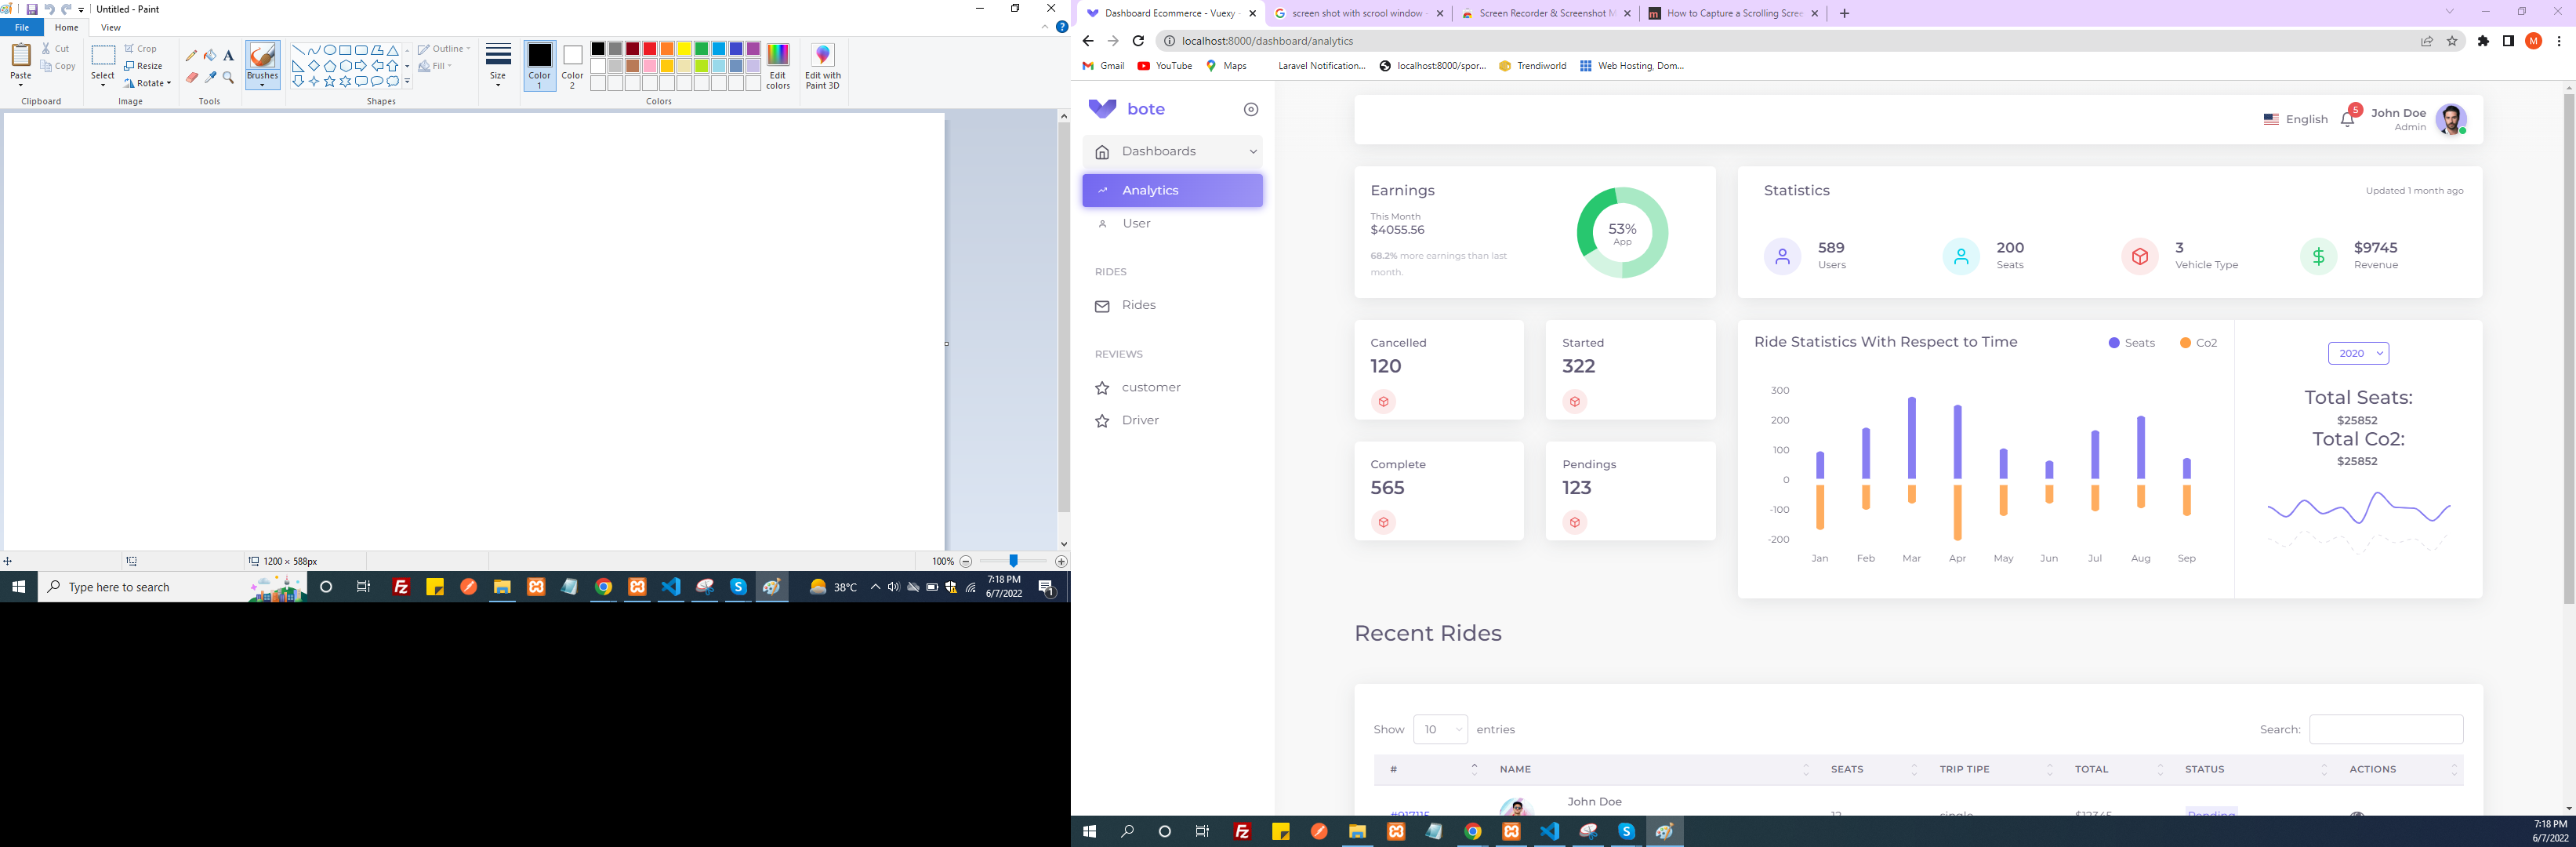 Untitled - Paint
File Home View
Paste Cut Copy
Clipboard
Select Crop Resize Rotate
Image
Tools
Brushes
Shapes
Outline
Fill
Size
Color 1
Color 2
Colors
Edit colors
Edit with Paint 3D
1200 × 588px
100%
Type here to search
38°C
7:18 PM
6/7/2022
1
Dashboard Ecommerce - Vuexy -
screen shot with scrool window -
Screen Recorder & Screenshot M
How to Capture a Scrolling Scree
localhost:8000/dashboard/analytics
M
Gmail YouTube Maps Laravel Notification... localhost:8000/spor... Trendiworld Web Hosting, Dom...
bote
Dashboards
Analytics
User
RIDES
Rides
REVIEWS
customer
Driver
English
5
John Doe
Admin
Earnings
This Month
$4055.56
68.2% more earnings than last
month.
53%
App
Statistics
Updated 1 month ago
589
Users
200
Seats
3
Vehicle Type
$9745
Revenue
Cancelled
120
Started
322
Complete
565
Pendings
123
Ride Statistics With Respect to Time
Seats Co2
300
200
100
0
-100
-200
Jan Feb Mar Apr May Jun Jul Aug Sep
2020
Total Seats:
$25852
Total Co2:
$25852
Recent Rides
Show 10 entries
Search:
# NAME SEATS TRIP TIPE TOTAL STATUS ACTIONS
#917115 John Doe 12 single $12345 Pending
7:18 PM
6/7/2022